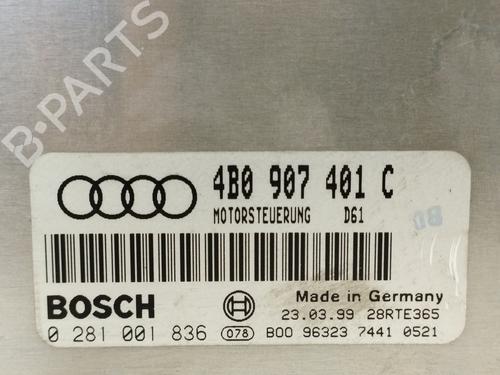 B-PARTS
4B0 907 401 C
MOTORSTEUERUNG D61
BOSCH
Made in Germany
23.03.99 28RTE365
0 281 001 836 078 B00 96323 7441 0521